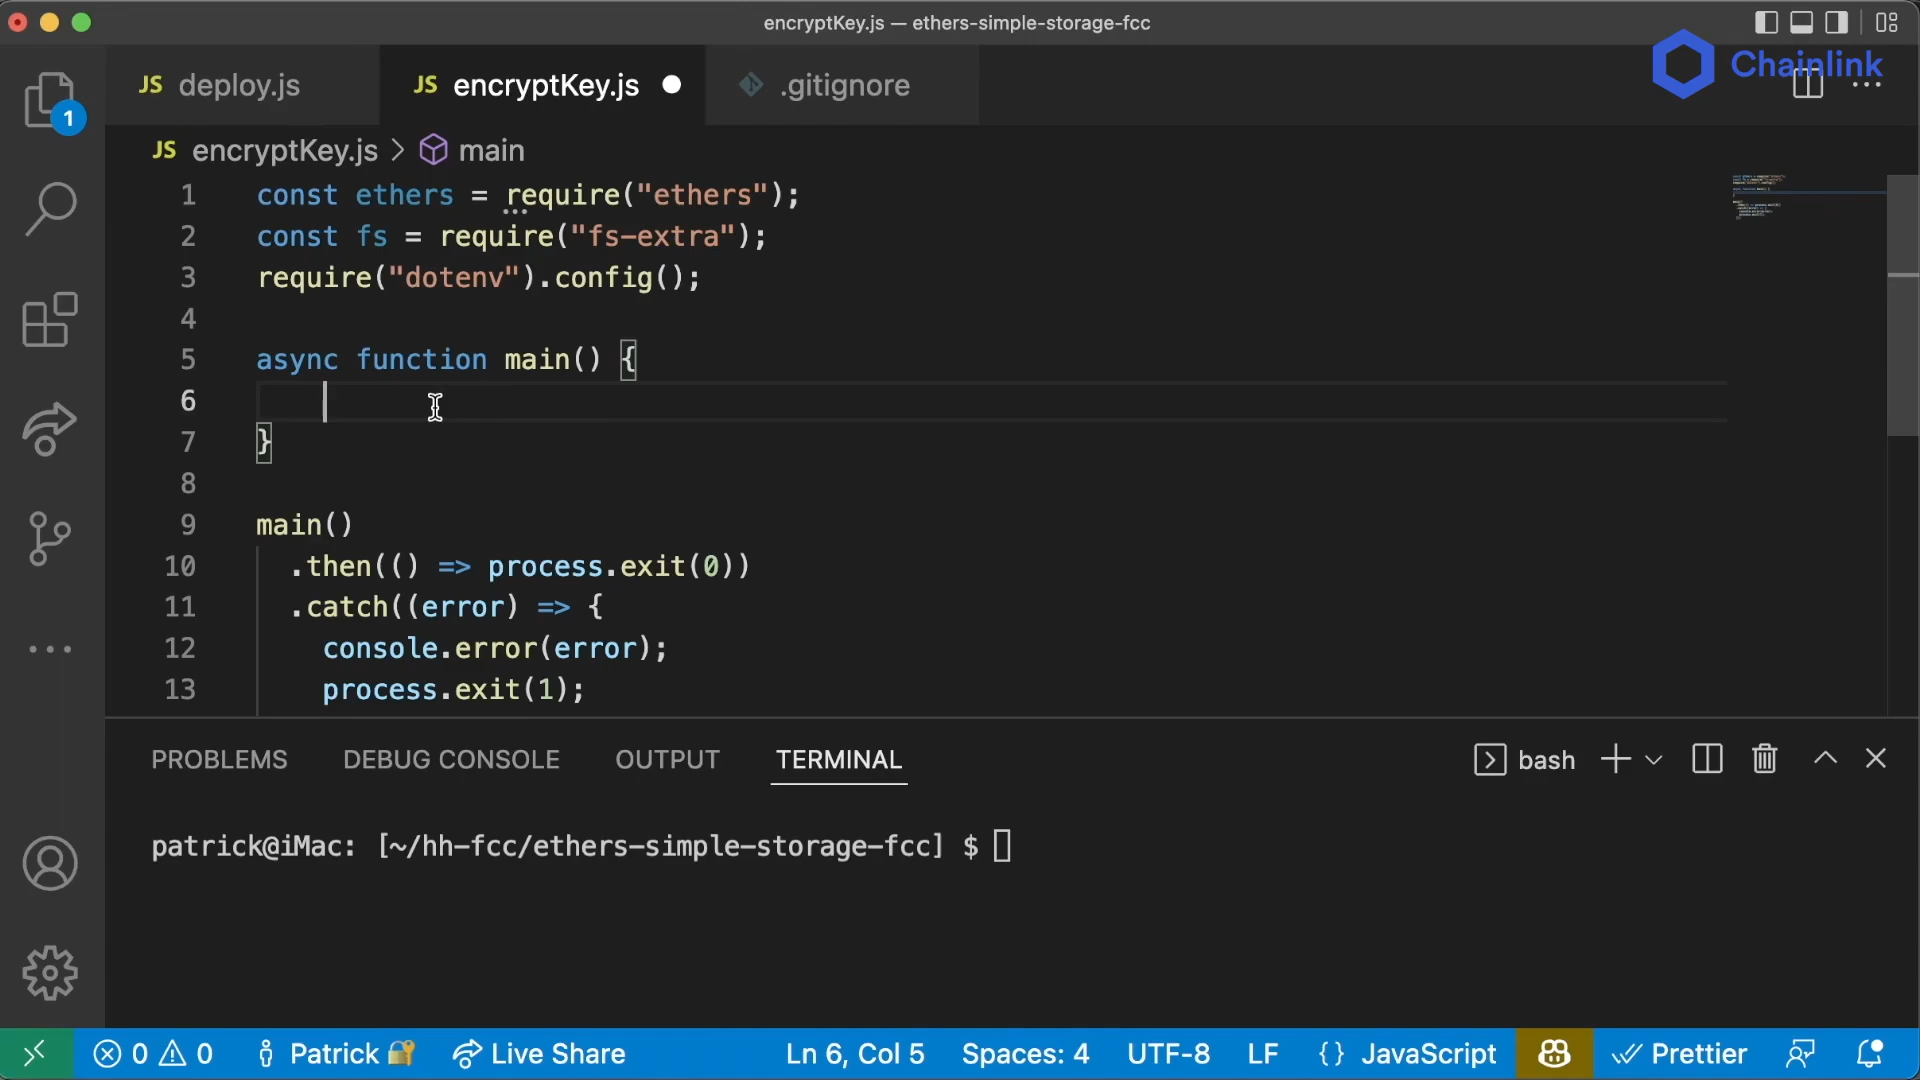 encryptKey.js — ethers-simple-storage-fcc
Chainlink
JS deploy.js
JS encryptKey.js
.gitignore
1
JS encryptKey.js > main
1 const ethers = require("ethers");
2 const fs = require("fs-extra");
3 require("dotenv").config();
4
5 async function main() {
6
7 }
8
9 main()
10 .then(() => process.exit(0))
11 .catch((error) => {
12 console.error(error);
13 process.exit(1);
PROBLEMS DEBUG CONSOLE OUTPUT TERMINAL bash
patrick@iMac: [~/hh-fcc/ethers-simple-storage-fcc] $
0 0 Patrick Live Share Ln 6, Col 5 Spaces: 4 UTF-8 LF {} JavaScript Prettier